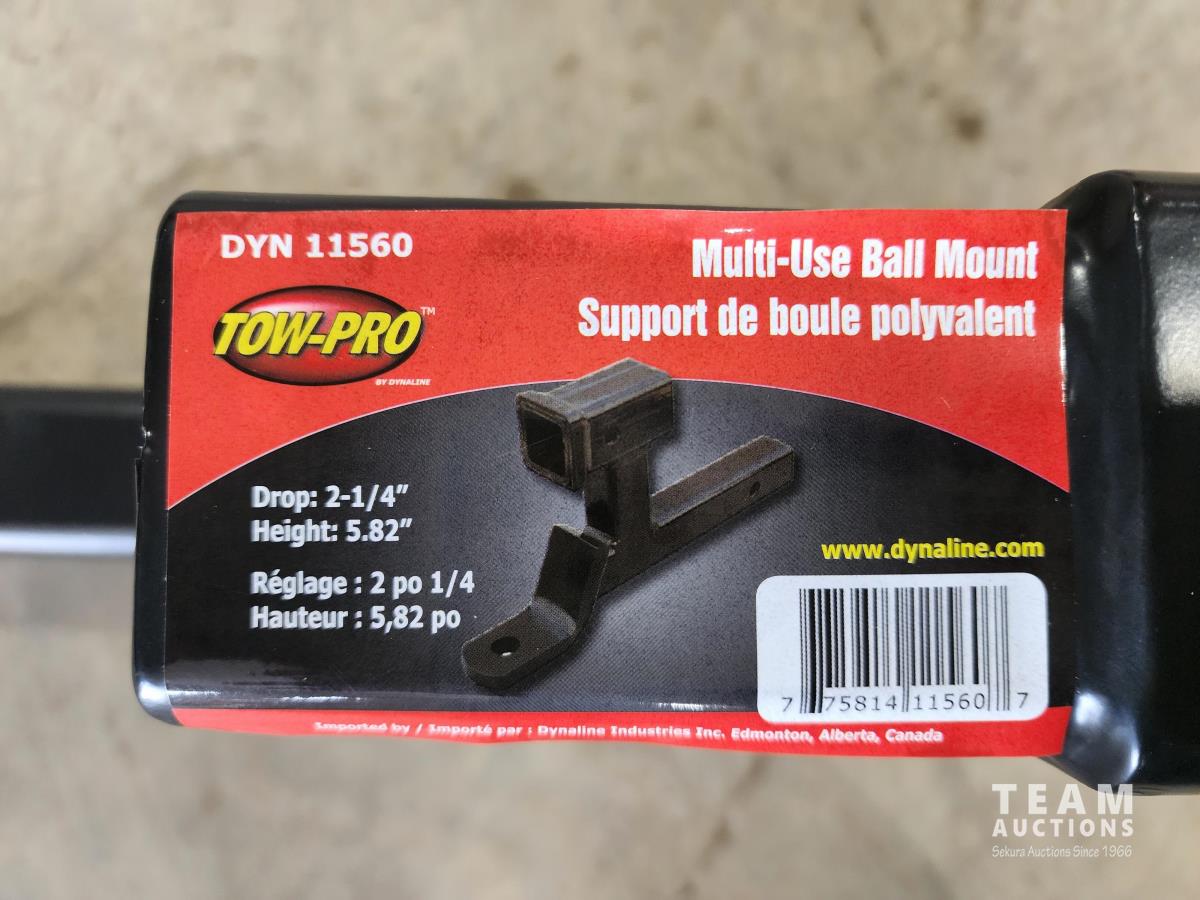 DYN 11560
Multi-Use Ball Mount
Support de boule polyvalent
TOW-PRO™
BY DYNALINE
Drop: 2-1/4"
Height: 5.82"
Réglage : 2 po 1/4
Hauteur : 5,82 po
www.dynaline.com
7 75814 11560 7
Imported by / Importé par : Dynaline Industries Inc. Edmonton, Alberta, Canada
TEAM
AUCTIONS
Sekura Auctions Since 1966